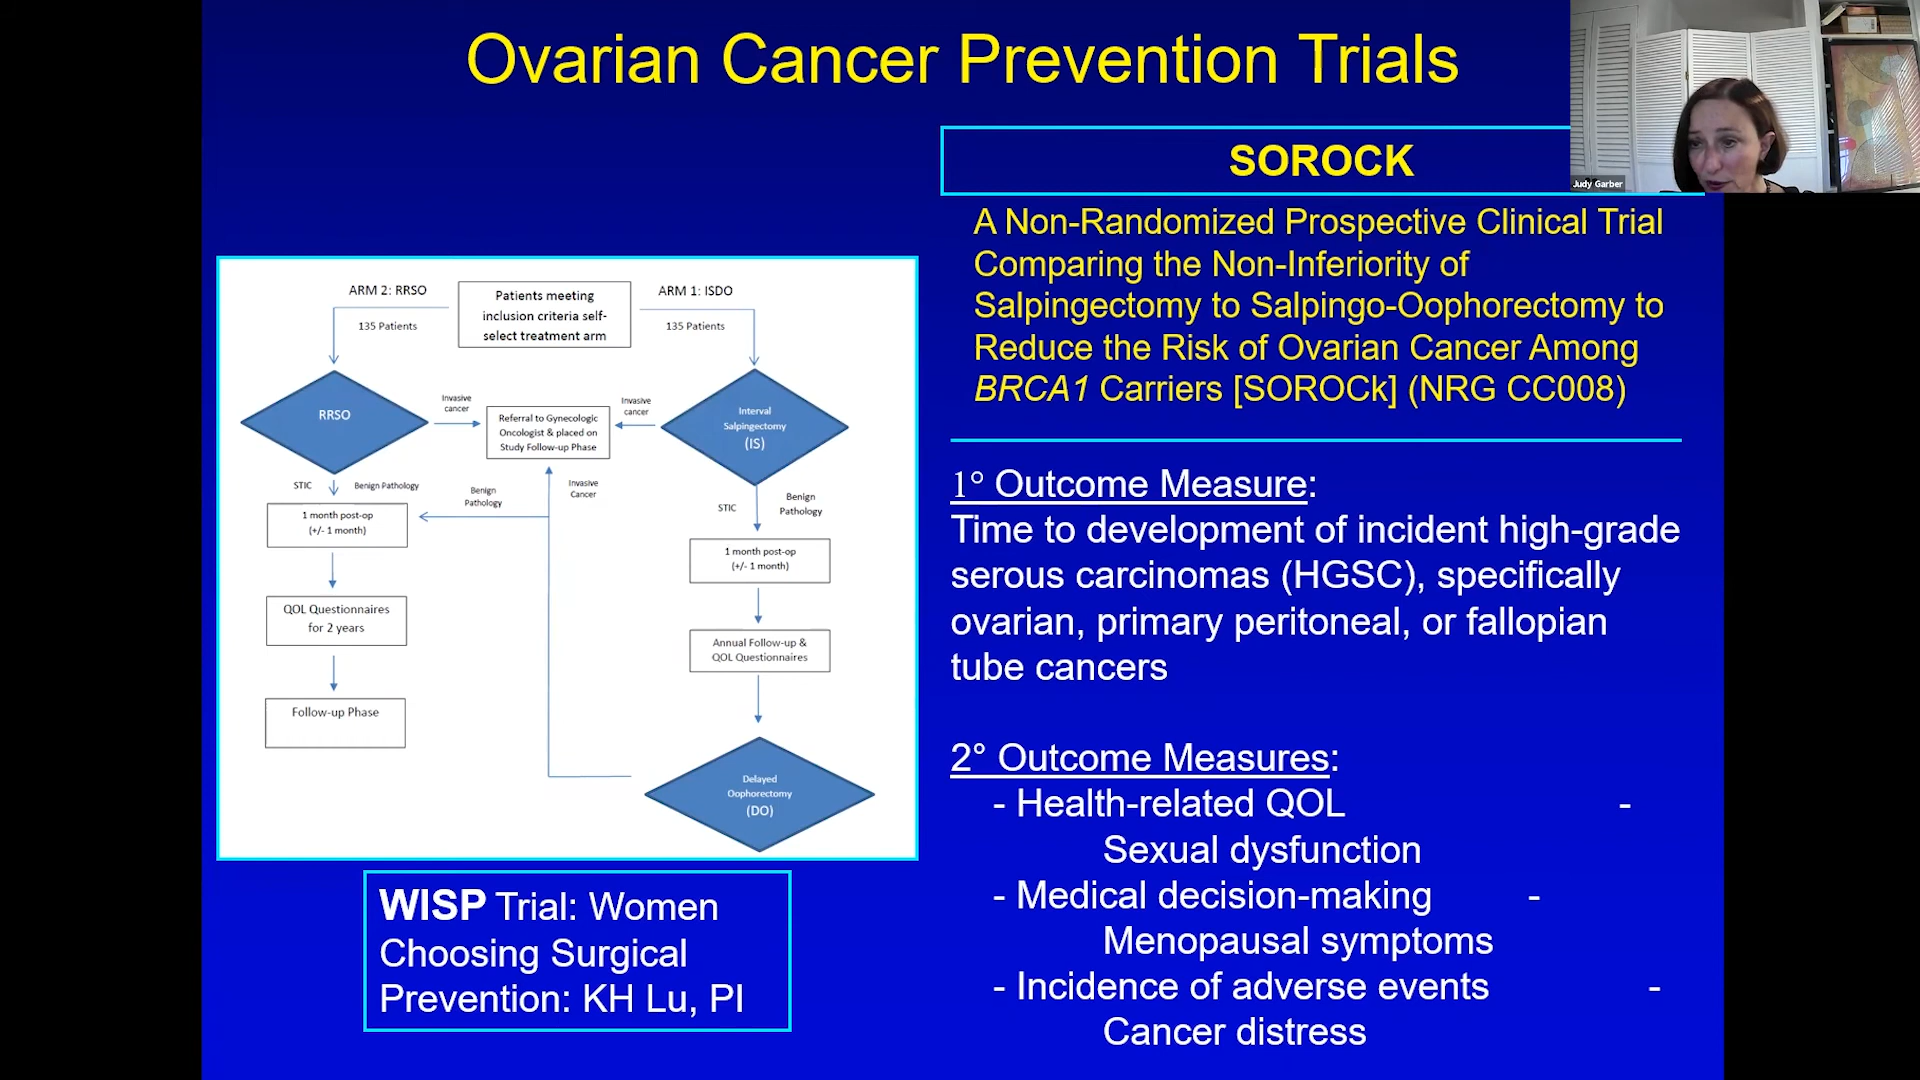 Ovarian Cancer Prevention Trials
Judy Garber
SOROCK
A Non-Randomized Prospective Clinical Trial
Comparing the Non-Inferiority of
Salpingectomy to Salpingo-Oophorectomy to
Reduce the Risk of Ovarian Cancer Among
BRCA1 Carriers [SOROCk] (NRG CC008)
1° Outcome Measure:
Time to development of incident high-grade
serous carcinomas (HGSC), specifically
ovarian, primary peritoneal, or fallopian
tube cancers
2° Outcome Measures:
- Health-related QOL -
Sexual dysfunction
- Medical decision-making -
Menopausal symptoms
- Incidence of adverse events -
Cancer distress
ARM 2: RRSO
135 Patients
Patients meeting
inclusion criteria self-
select treatment arm
ARM 1: ISDO
135 Patients
RRSO
Invasive
cancer
Referral to Gynecologic
Oncologist & placed on
Study Follow-up Phase
Invasive
cancer
Interval
Salpingectomy
(IS)
STIC
Benign Pathology
Benign
Pathology
Invasive
Cancer
STIC
Benign
Pathology
1 month post-op
(+/- 1 month)
1 month post-op
(+/- 1 month)
QOL Questionnaires
for 2 years
Annual Follow-up &
QOL Questionnaires
Follow-up Phase
Delayed
Oophorectomy
(DO)
WISP Trial: Women
Choosing Surgical
Prevention: KH Lu, PI